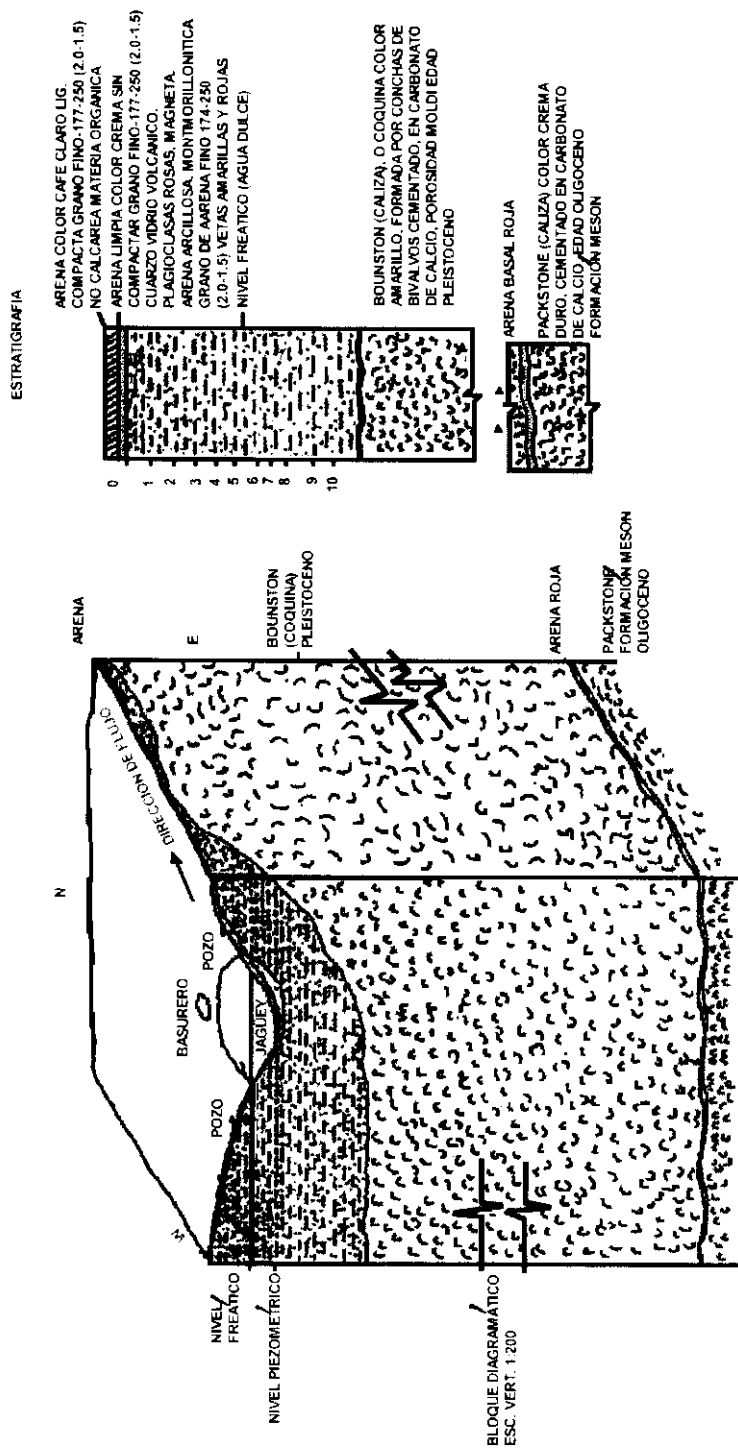 ESTRATIGRAFIA
ARENA COLOR CAFE CLARO LIG.
COMPACTA GRANO FINO-177-250 (2.0-1.5)
NO CALCAREA MATERIA ORGANICA
ARENA LIMPIA COLOR CREMA SIN
COMPACTAR GRANO FINO-177-250 (2.0-1.5)
CUARZO VIDRIO VOLCANICO.
PLAGIOCLASAS ROSAS, MAGNETA.
ARENA ARCILLOSA, MONTMORILLONITICA
GRANO DE AARENA FINO 174-250
(2.0-1.5) VETAS AMARILLAS Y ROJAS
NIVEL FREATICO (AGUA DULCE)
0
1
2
3
4
5
6
7
8
9
10
BOUNSTON (CALIZA), O COQUINA COLOR
AMARILLO, FORMADA POR CONCHAS DE
BIVALVOS CEMENTADO, EN CARBONATO
DE CALCIO, POROSIDAD MOLDI EDAD
PLEISTOCENO
ARENA BASAL ROJA
PACKSTONE (CALIZA) COLOR CREMA
DURO, CEMENTADO EN CARBONATO
DE CALCIO, EDAD OLIGOCENO
FORMACIÓN MESON
ARENA
N
E
W
DIRECCION DE FLUJO
BASURERO
POZO
POZO
JAGUEY
NIVEL
FREATICO
NIVEL PIEZOMETRICO
BOUNSTON
(COQUINA)
PLEISTOCENO
ARENA ROJA
PACKSTONE
FORMACIÓN MESON
OLIGOCENO
BLOQUE DIAGRAMÁTICO
ESC. VERT. 1:200